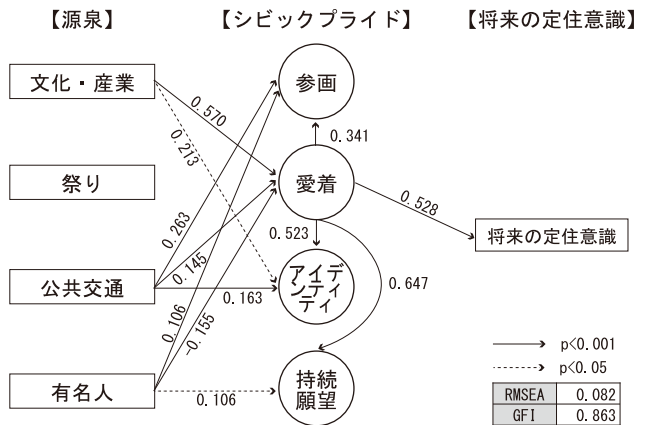 【源泉】
【シビックプライド】
【将来の定住意識】
文化・産業
祭り
公共交通
有名人
参画
愛着
アイデ
ンティ
ティ
持続
願望
将来の定住意識
0.570
0.213
0.263
0.145
0.163
0.106
-0.155
0.106
0.341
0.523
0.647
0.528
p<0.001
p<0.05
RMSEA 0.082
GFI 0.863